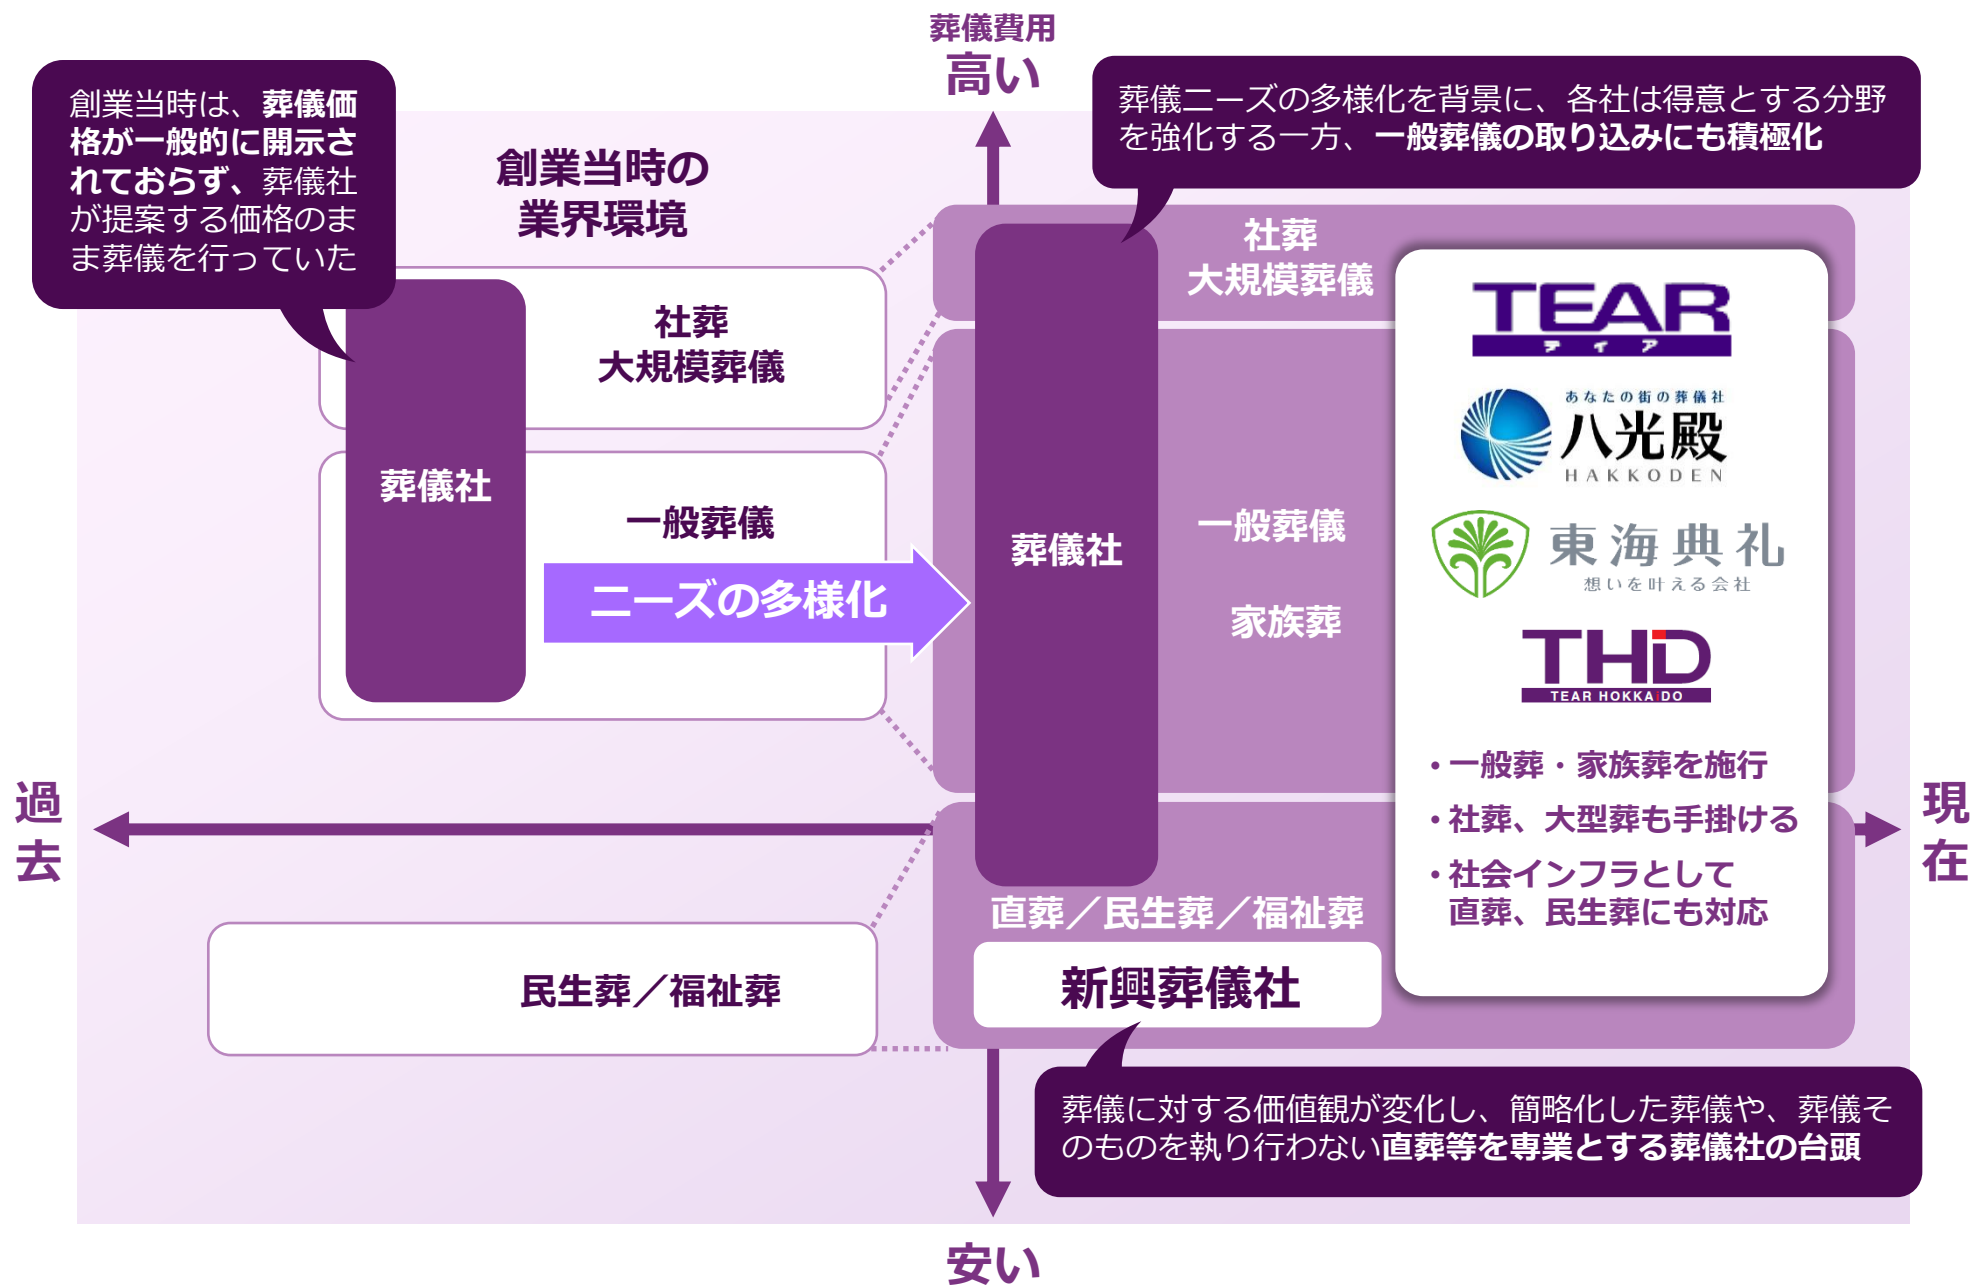 葬儀費用
高い
創業当時は、葬儀価
格が一般的に開示さ
れておらず、葬儀社
が提案する価格のま
ま葬儀を行っていた
葬儀ニーズの多様化を背景に、各社は得意とする分野
を強化する一方、一般葬儀の取り込みにも積極化
創業当時の
業界環境
社葬
大規模葬儀
葬儀社
一般葬儀
ニーズの多様化
民生葬／福祉葬
過去
社葬
大規模葬儀
葬儀社
一般葬儀
家族葬
直葬／民生葬／福祉葬
新興葬儀社
TEAR
ティア
あなたの街の葬儀社
八光殿
HAKKODEN
東海典礼
想いを叶える会社
THD
TEAR HOKKAiDO
・一般葬・家族葬を施行
・社葬、大型葬も手掛ける
・社会インフラとして
直葬、民生葬にも対応
現在
葬儀に対する価値観が変化し、簡略化した葬儀や、葬儀そ
のものを執り行わない直葬等を専業とする葬儀社の台頭
安い